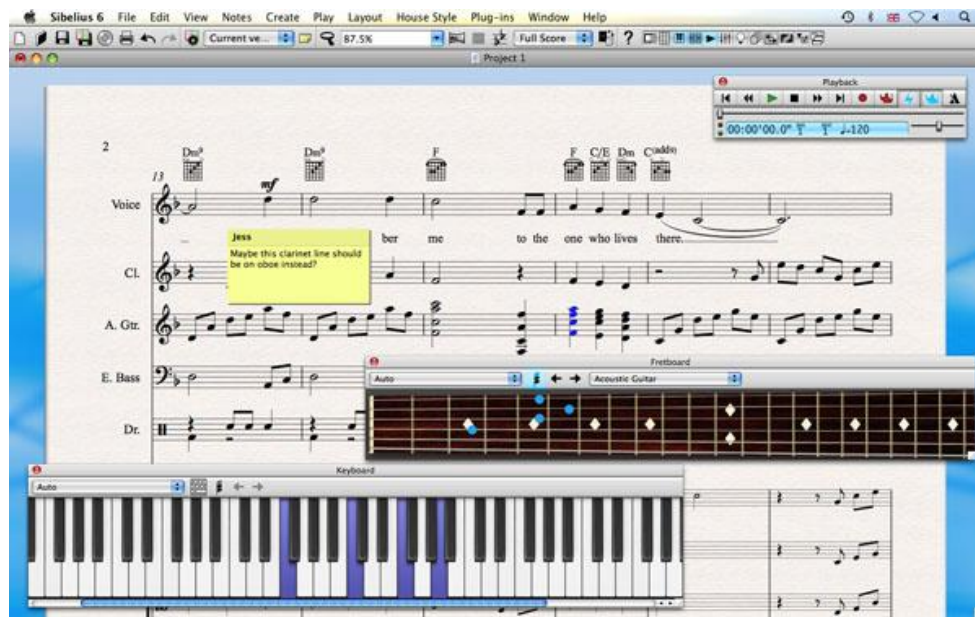 Sibelius 6 File Edit View Notes Create Play Layout House Style Plug-ins Window Help
Current ve... 87.5% Full Score ?
Project 1
Playback
00:00'00.0" 120
2
Dm⁹ Dm⁹ F F C/E Dm C(add9)
13
mf
Voice
ber me to the one who lives there.
Jess
Maybe this clarinet line should
be on oboe instead?
Cl.
A. Gtr.
Fretboard
Auto Acoustic Guitar
E. Bass
Dr.
Keyboard
Auto